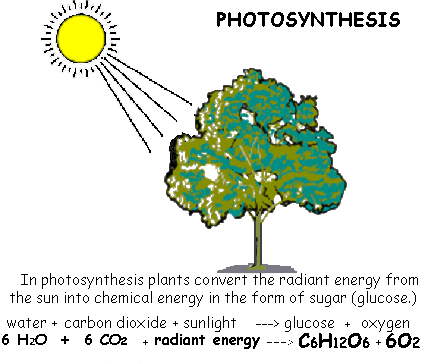 PHOTOSYNTHESIS
In photosynthesis plants convert the radiant energy from
the sun into chemical energy in the form of sugar (glucose.)
water + carbon dioxide + sunlight ---> glucose + oxygen
6 H2O + 6 CO2 + radiant energy ---> C6H12O6 + 6O2